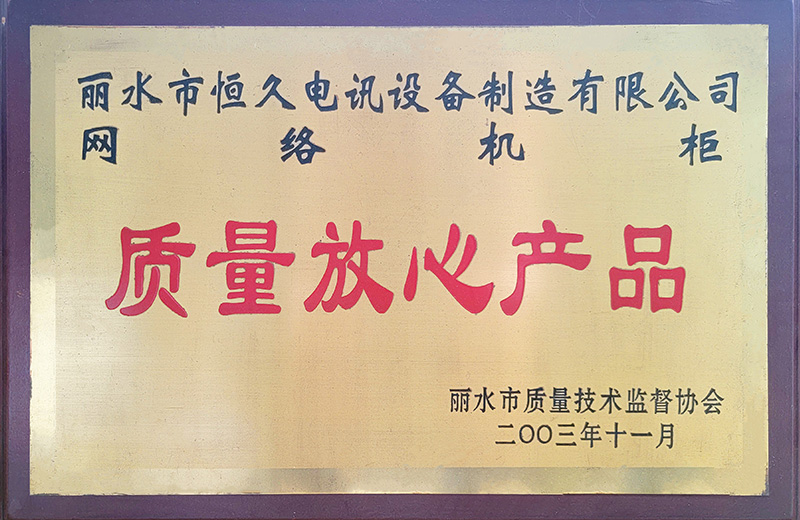 丽水市恒久电讯设备制造有限公司
网络机柜
质量放心产品
丽水市质量技术监督协会
二〇〇三年十一月